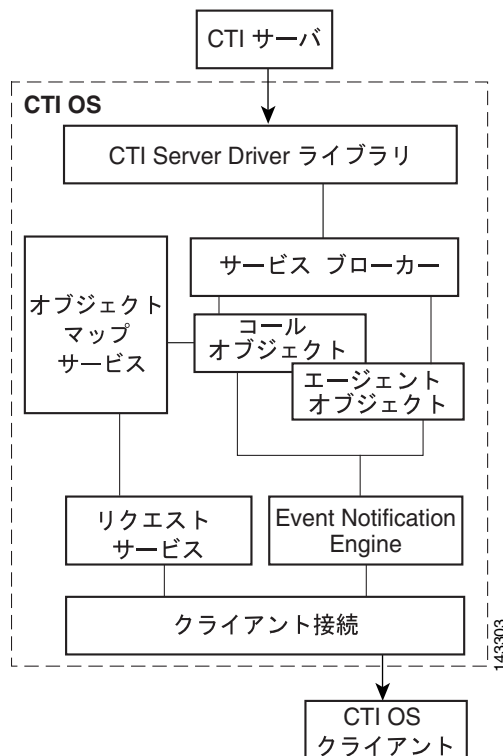 CTI サーバ
CTI OS
CTI Server Driver ライブラリ
サービス ブローカー
オブジェクト
マップ
サービス
コール
オブジェクト
エージェント
オブジェクト
リクエスト
サービス
Event Notification
Engine
クライアント接続
143303
CTI OS
クライアント